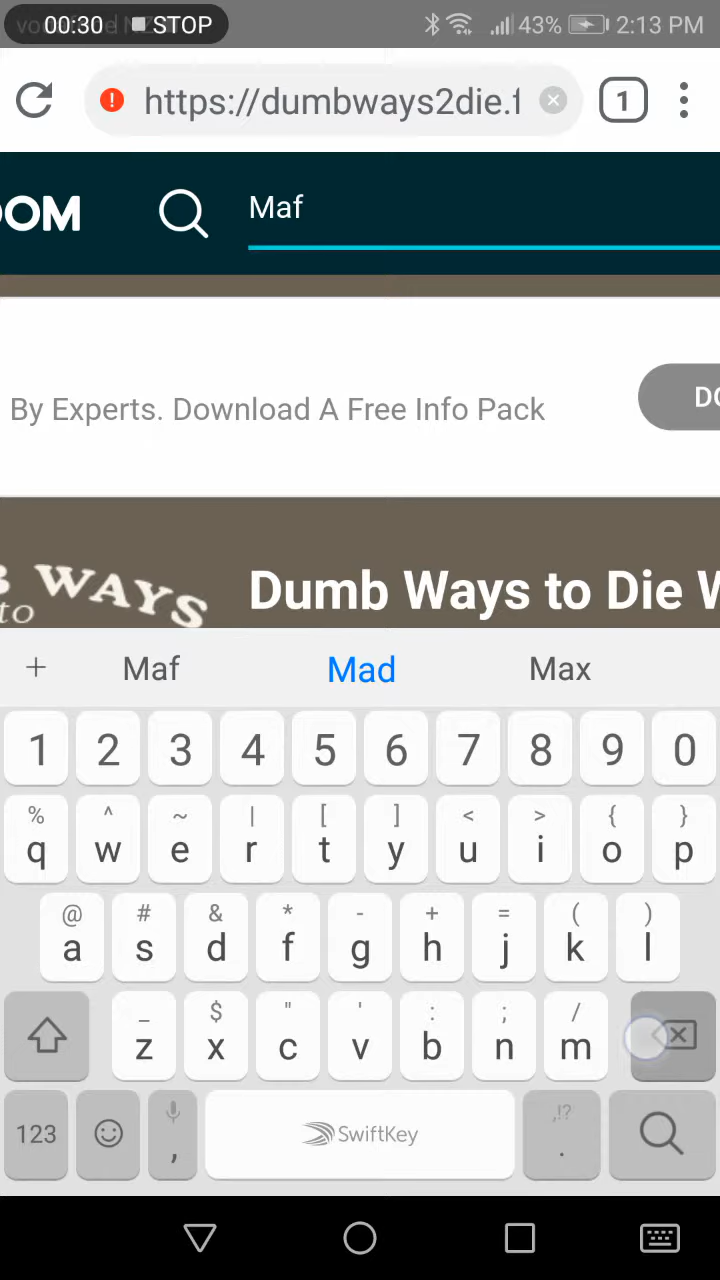 00:30 STOP 43% 2:13 PM
https://dumbways2die.f 1
OOM Maf
By Experts. Download A Free Info Pack DO
B WAYS
to
Dumb Ways to Die W
+ Maf Mad Max
1 2 3 4 5 6 7 8 9 0
% ^ ~ | [ ] < > { }
q w e r t y u i o p
@ # & * - + = ( )
a s d f g h j k l
_ $ " ' : ; /
z x c v b n m
,!?
123 , SwiftKey .